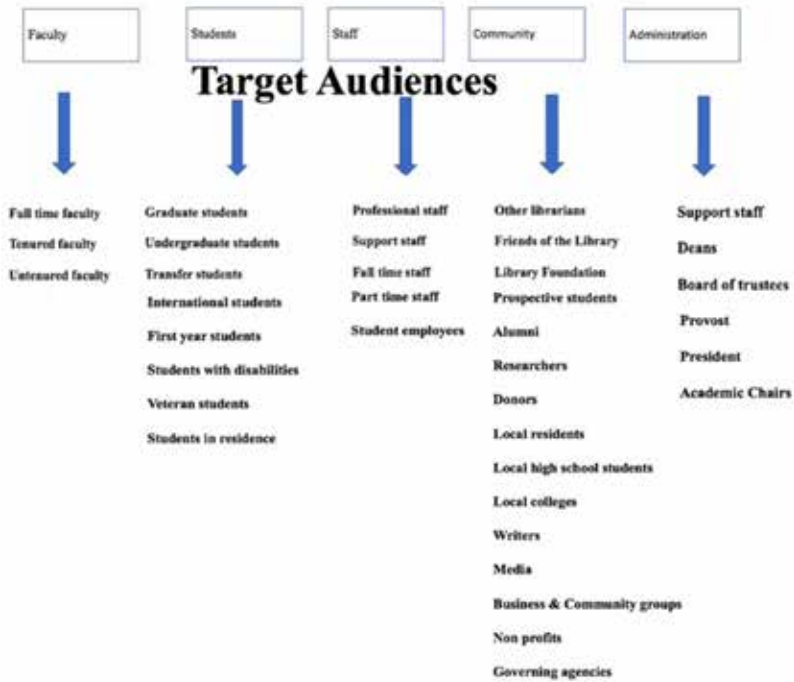 Faculty
Students
Staff
Community
Administration
Target Audiences
Full time faculty
Tenured faculty
Untenured faculty
Graduate students
Undergraduate students
Transfer students
International students
First year students
Students with disabilities
Veteran students
Students in residence
Professional staff
Support staff
Full time staff
Part time staff
Student employees
Other librarians
Friends of the Library
Library Foundation
Prospective students
Alumni
Researchers
Donors
Local residents
Local high school students
Local colleges
Writers
Media
Business & Community groups
Non profits
Governing agencies
Support staff
Deans
Board of trustees
Provost
President
Academic Chairs